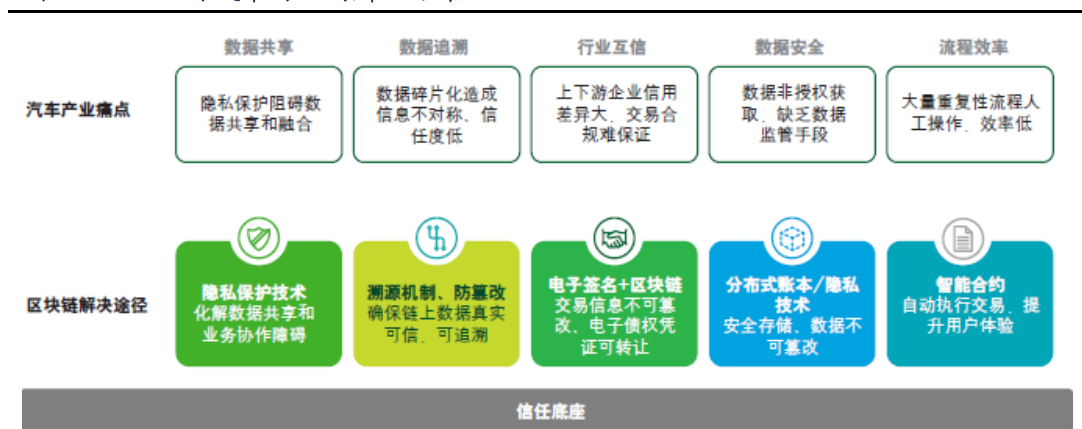 数据共享
数据追溯
行业互信
数据安全
流程效率
汽车产业痛点
隐私保护阻碍数
据共享和融合
数据碎片化造成
信息不对称、信
任度低
上下游企业信用
差异大、交易合
规难保证
数据非授权获
取、缺乏数据
监管手段
大量重复性流程人
工操作、效率低
区块链解决途径
隐私保护技术
化解数据共享和
业务协作障碍
溯源机制、防篡改
确保链上数据真实
可信、可追溯
电子签名+区块链
交易信息不可篡
改、电子债权凭
证可转让
分布式账本/隐私
技术
安全存储、数据不
可篡改
智能合约
自动执行交易、提
升用户体验
信任底座